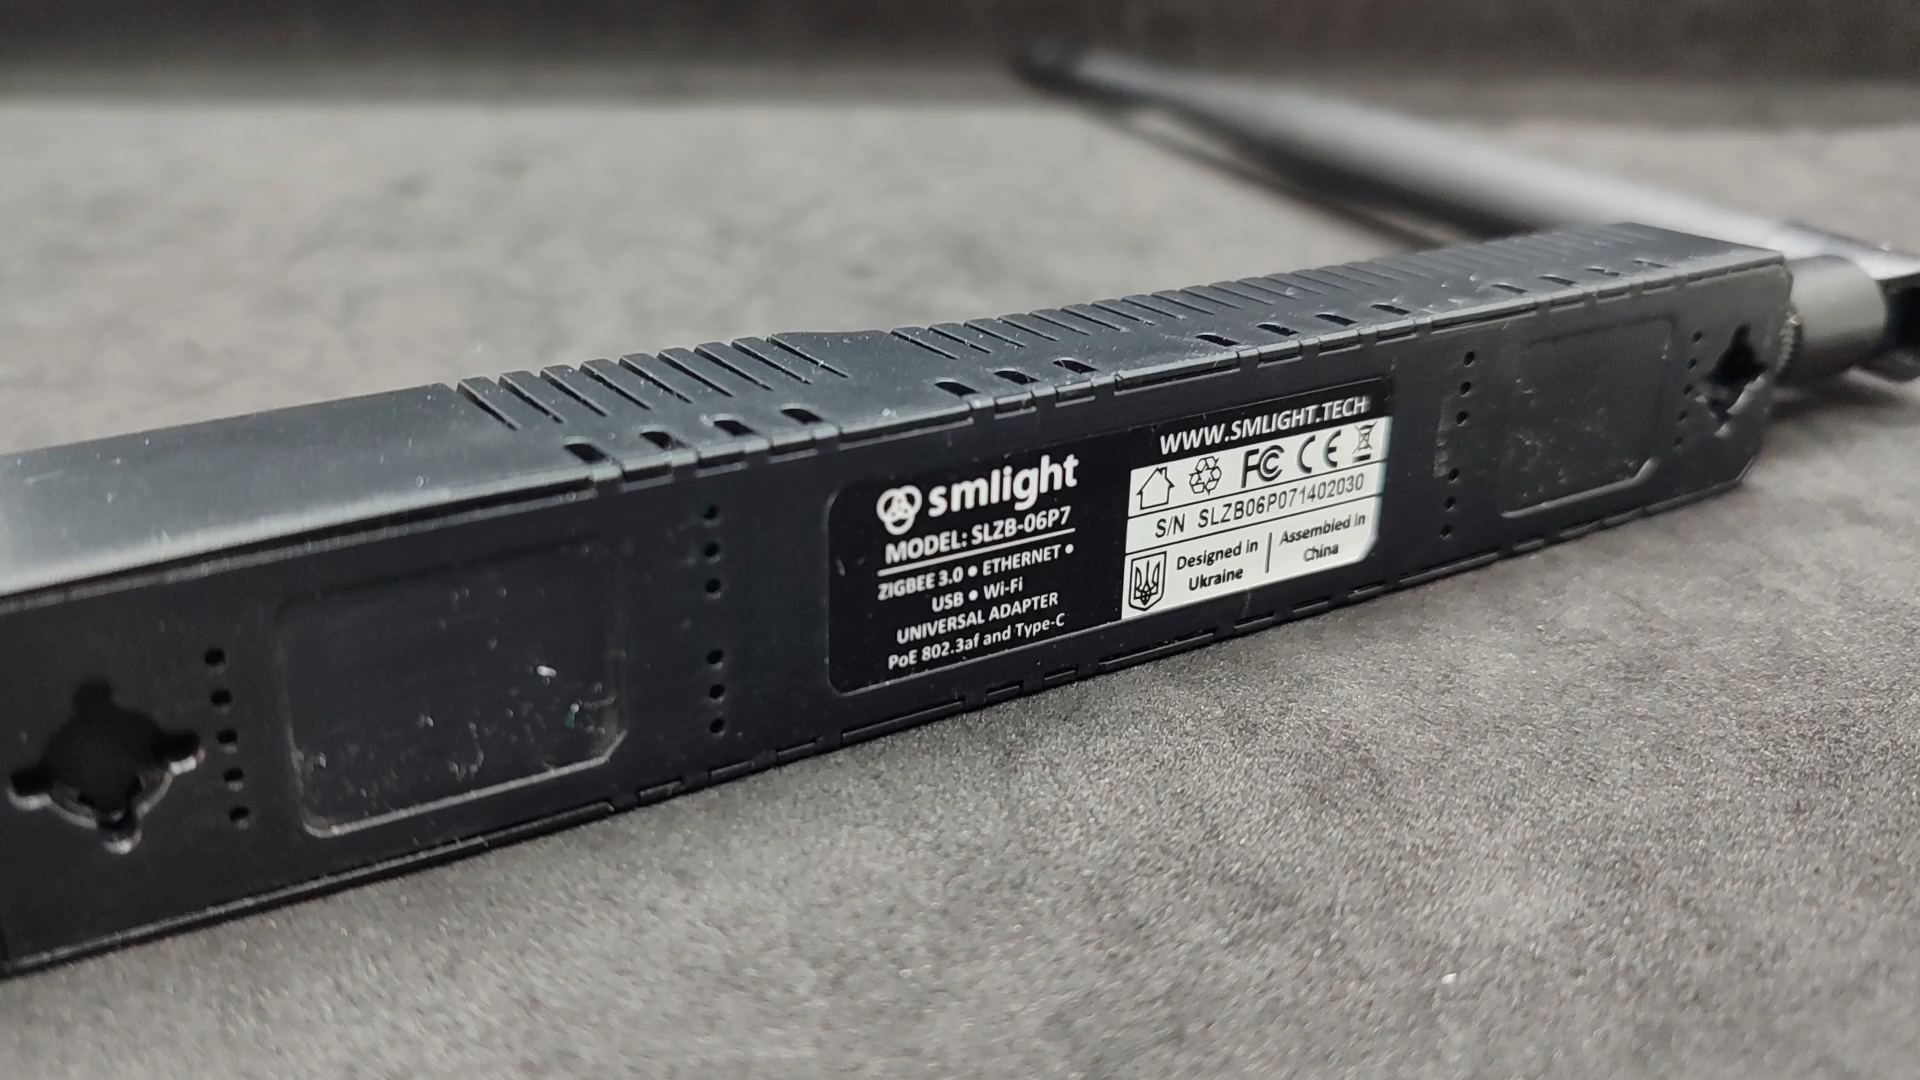 smlight
MODEL: SLZB-06P7
ZIGBEE 3.0 • ETHERNET •
USB • Wi-Fi
UNIVERSAL ADAPTER
PoE 802.3af and Type-C
WWW.SMLIGHT.TECH
FC CE
S/N SLZB06P071402030
Designed in
Ukraine
Assembled in
China